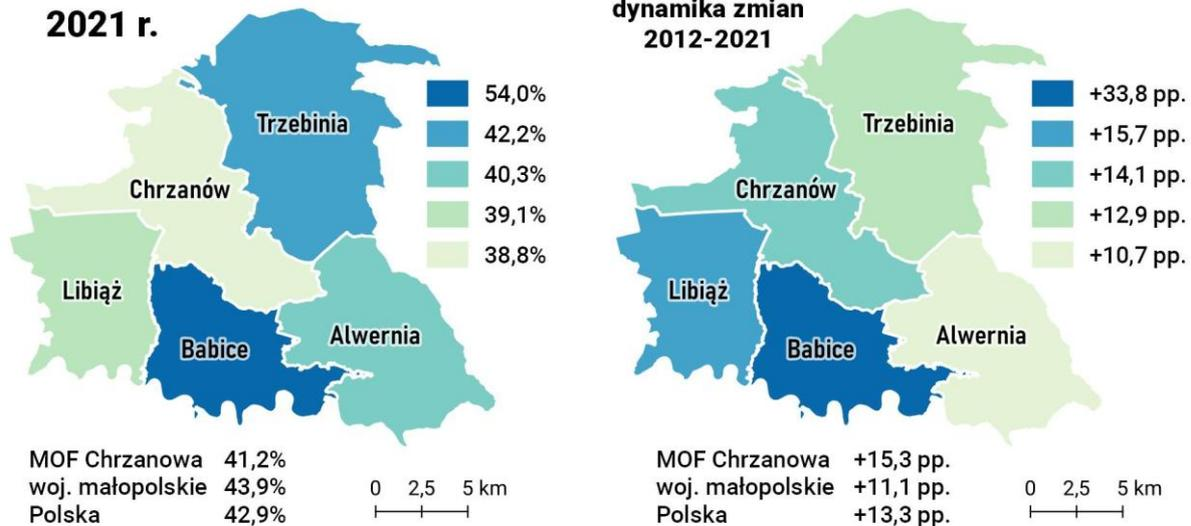 2021 r.
54,0%
42,2%
40,3%
39,1%
38,8%
Trzebinia
Chrzanów
Libiąż
Babice
Alwernia
MOF Chrzanowa 41,2%
woj. małopolskie 43,9%
Polska 42,9%
0 2,5 5 km
dynamika zmian
2012-2021
+33,8 pp.
+15,7 pp.
+14,1 pp.
+12,9 pp.
+10,7 pp.
Trzebinia
Chrzanów
Libiąż
Babice
Alwernia
MOF Chrzanowa +15,3 pp.
woj. małopolskie +11,1 pp.
Polska +13,3 pp.
0 2,5 5 km